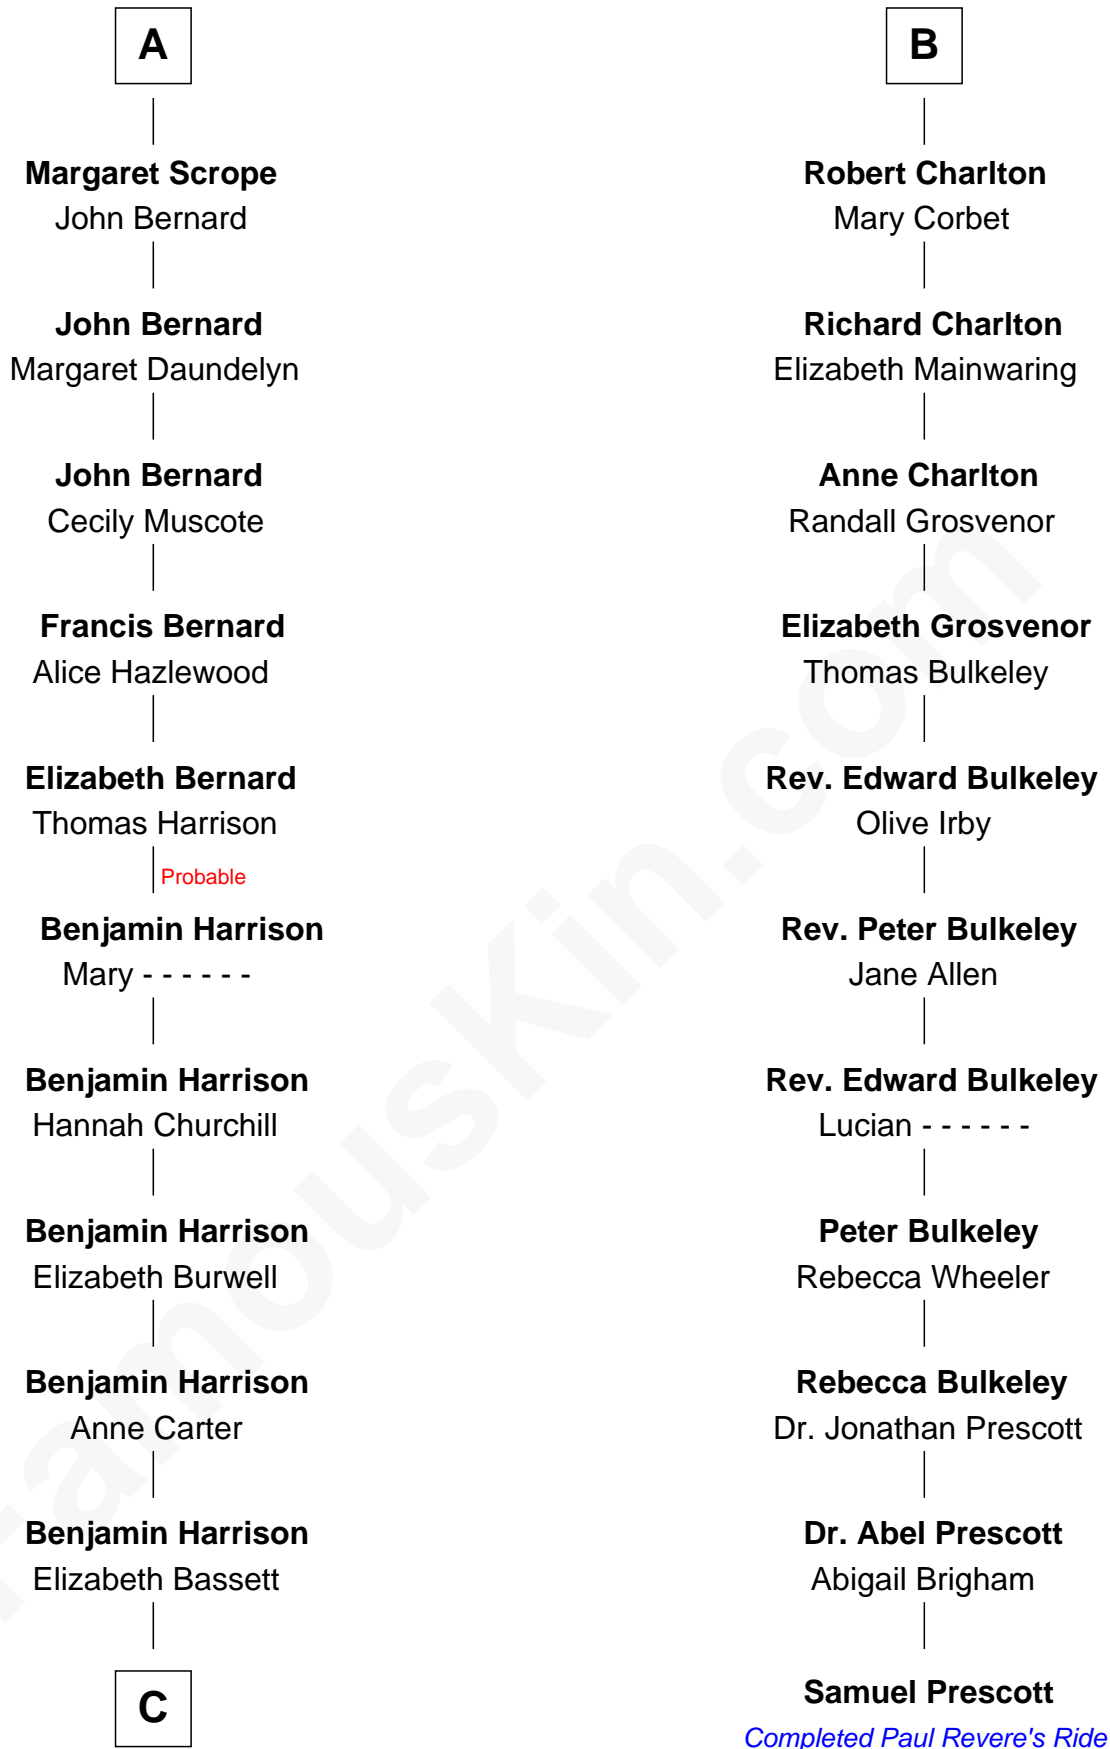 A
Margaret Scrope
John Bernard
John Bernard
Margaret Daundelyn
John Bernard
Cecily Muscote
Francis Bernard
Alice Hazlewood
Elizabeth Bernard
Thomas Harrison
Probable
Benjamin Harrison
Mary - - - - - -
Benjamin Harrison
Hannah Churchill
Benjamin Harrison
Elizabeth Burwell
Benjamin Harrison
Anne Carter
Benjamin Harrison
Elizabeth Bassett
C
B
Robert Charlton
Mary Corbet
Richard Charlton
Elizabeth Mainwaring
Anne Charlton
Randall Grosvenor
Elizabeth Grosvenor
Thomas Bulkeley
Rev. Edward Bulkeley
Olive Irby
Rev. Peter Bulkeley
Jane Allen
Rev. Edward Bulkeley
Lucian - - - - - -
Peter Bulkeley
Rebecca Wheeler
Rebecca Bulkeley
Dr. Jonathan Prescott
Dr. Abel Prescott
Abigail Brigham
Samuel Prescott
Completed Paul Revere's Ride
FamousKin.com